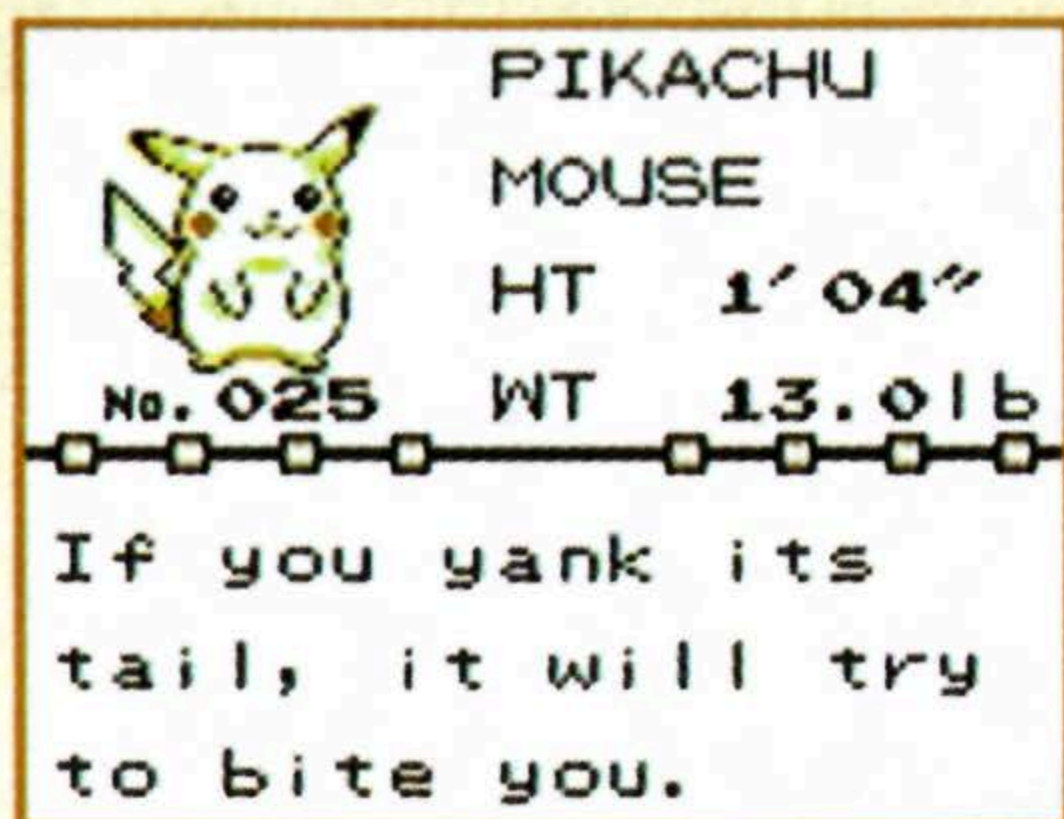 PIKACHU
MOUSE
HT 1′04″
No.025 WT 13.0lb
If you yank its
tail, it will try
to bite you.